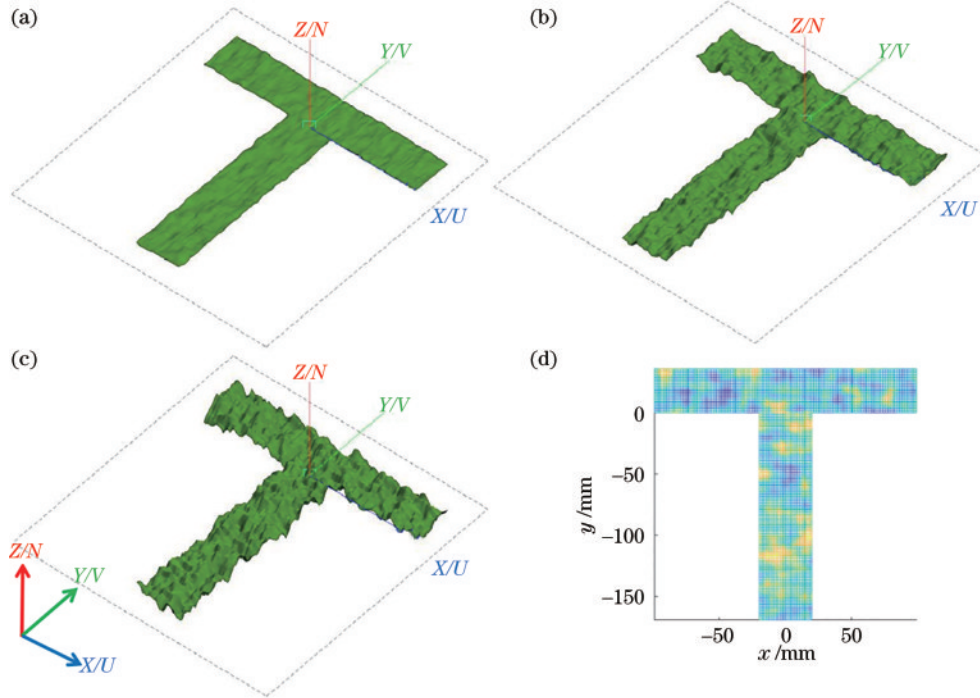 (a)
Z/N
Y/V
X/U
(b)
Z/N
Y/V
X/U
(c)
Z/N
Y/V
X/U
Z/N
Y/V
X/U
(d)
0
−50
−100
−150
y /mm
−50
0
50
x /mm